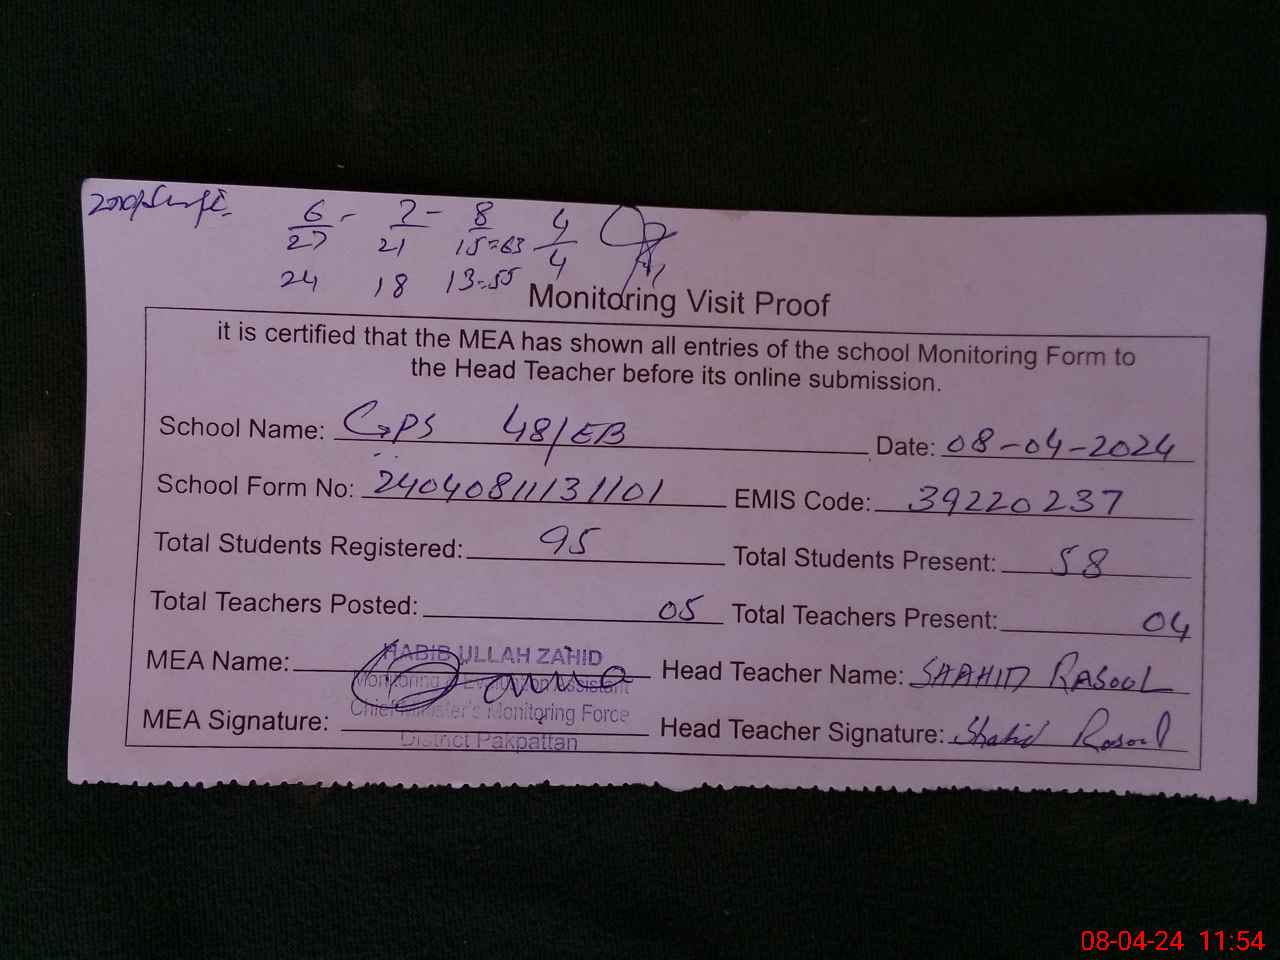 6 - 7 - 8 4
27 21 15=63 4
24 18 13=55
Monitoring Visit Proof
it is certified that the MEA has shown all entries of the school Monitoring Form to
the Head Teacher before its online submission.
School Name: GPS 48/EB Date: 08-04-2024
School Form No: 24040811131101 EMIS Code: 39220237
Total Students Registered: 95 Total Students Present: 58
Total Teachers Posted: 05 Total Teachers Present: 04
MEA Name: HABIB ULLAH ZAHID Head Teacher Name: SHAHID RASOOL
Monitoring & Evaluation Assistant
Chief Minister's Monitoring Force
MEA Signature: Head Teacher Signature: Shahid Rasool
District Pakpattan
08-04-24 11:54